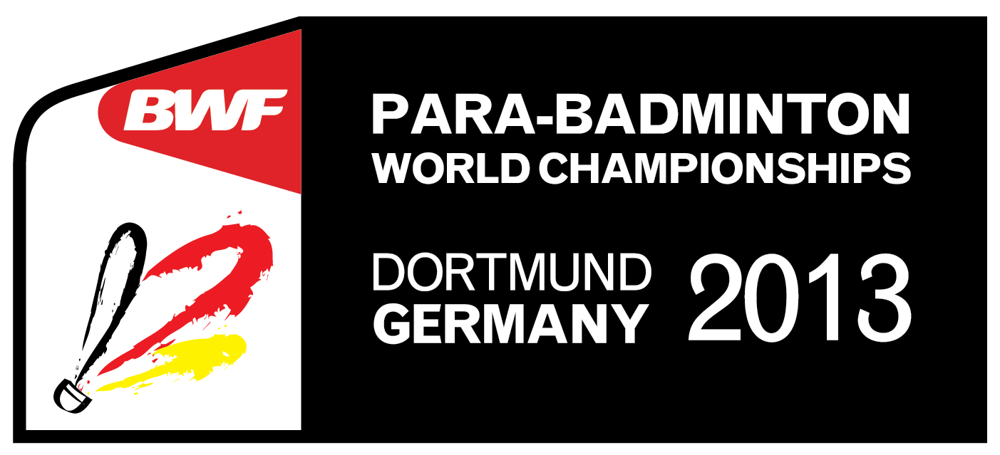 BWF
PARA-BADMINTON
WORLD CHAMPIONSHIPS
DORTMUND
GERMANY
2013